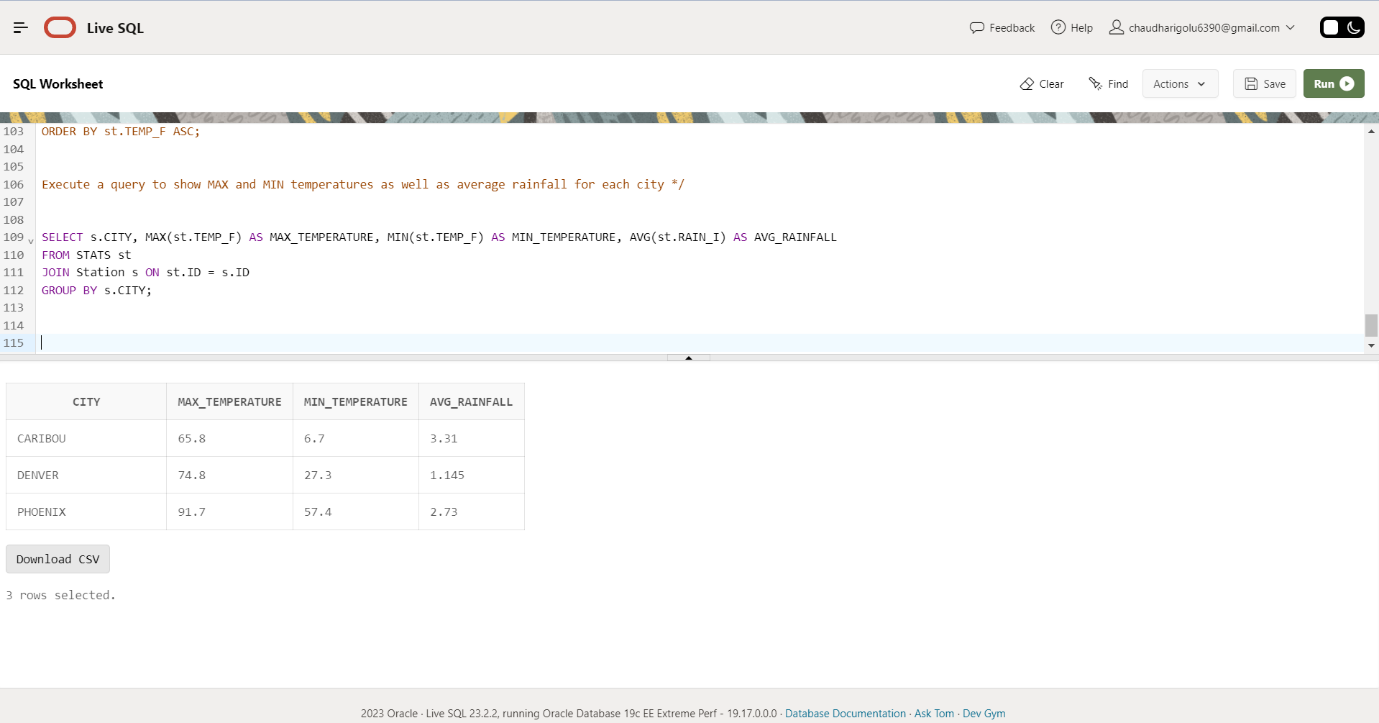 Live SQL
Feedback
Help
chaudharigolu6390@gmail.com
SQL Worksheet
Clear
Find
Actions
Save
Run
103 ORDER BY st.TEMP_F ASC;
104
105
106 Execute a query to show MAX and MIN temperatures as well as average rainfall for each city */
107
108
109 SELECT s.CITY, MAX(st.TEMP_F) AS MAX_TEMPERATURE, MIN(st.TEMP_F) AS MIN_TEMPERATURE, AVG(st.RAIN_I) AS AVG_RAINFALL
110 FROM STATS st
111 JOIN Station s ON st.ID = s.ID
112 GROUP BY s.CITY;
113
114
115
CITY MAX_TEMPERATURE MIN_TEMPERATURE AVG_RAINFALL
CARIBOU 65.8 6.7 3.31
DENVER 74.8 27.3 1.145
PHOENIX 91.7 57.4 2.73
Download CSV
3 rows selected.
2023 Oracle · Live SQL 23.2.2, running Oracle Database 19c EE Extreme Perf - 19.17.0.0.0 · Database Documentation · Ask Tom · Dev Gym